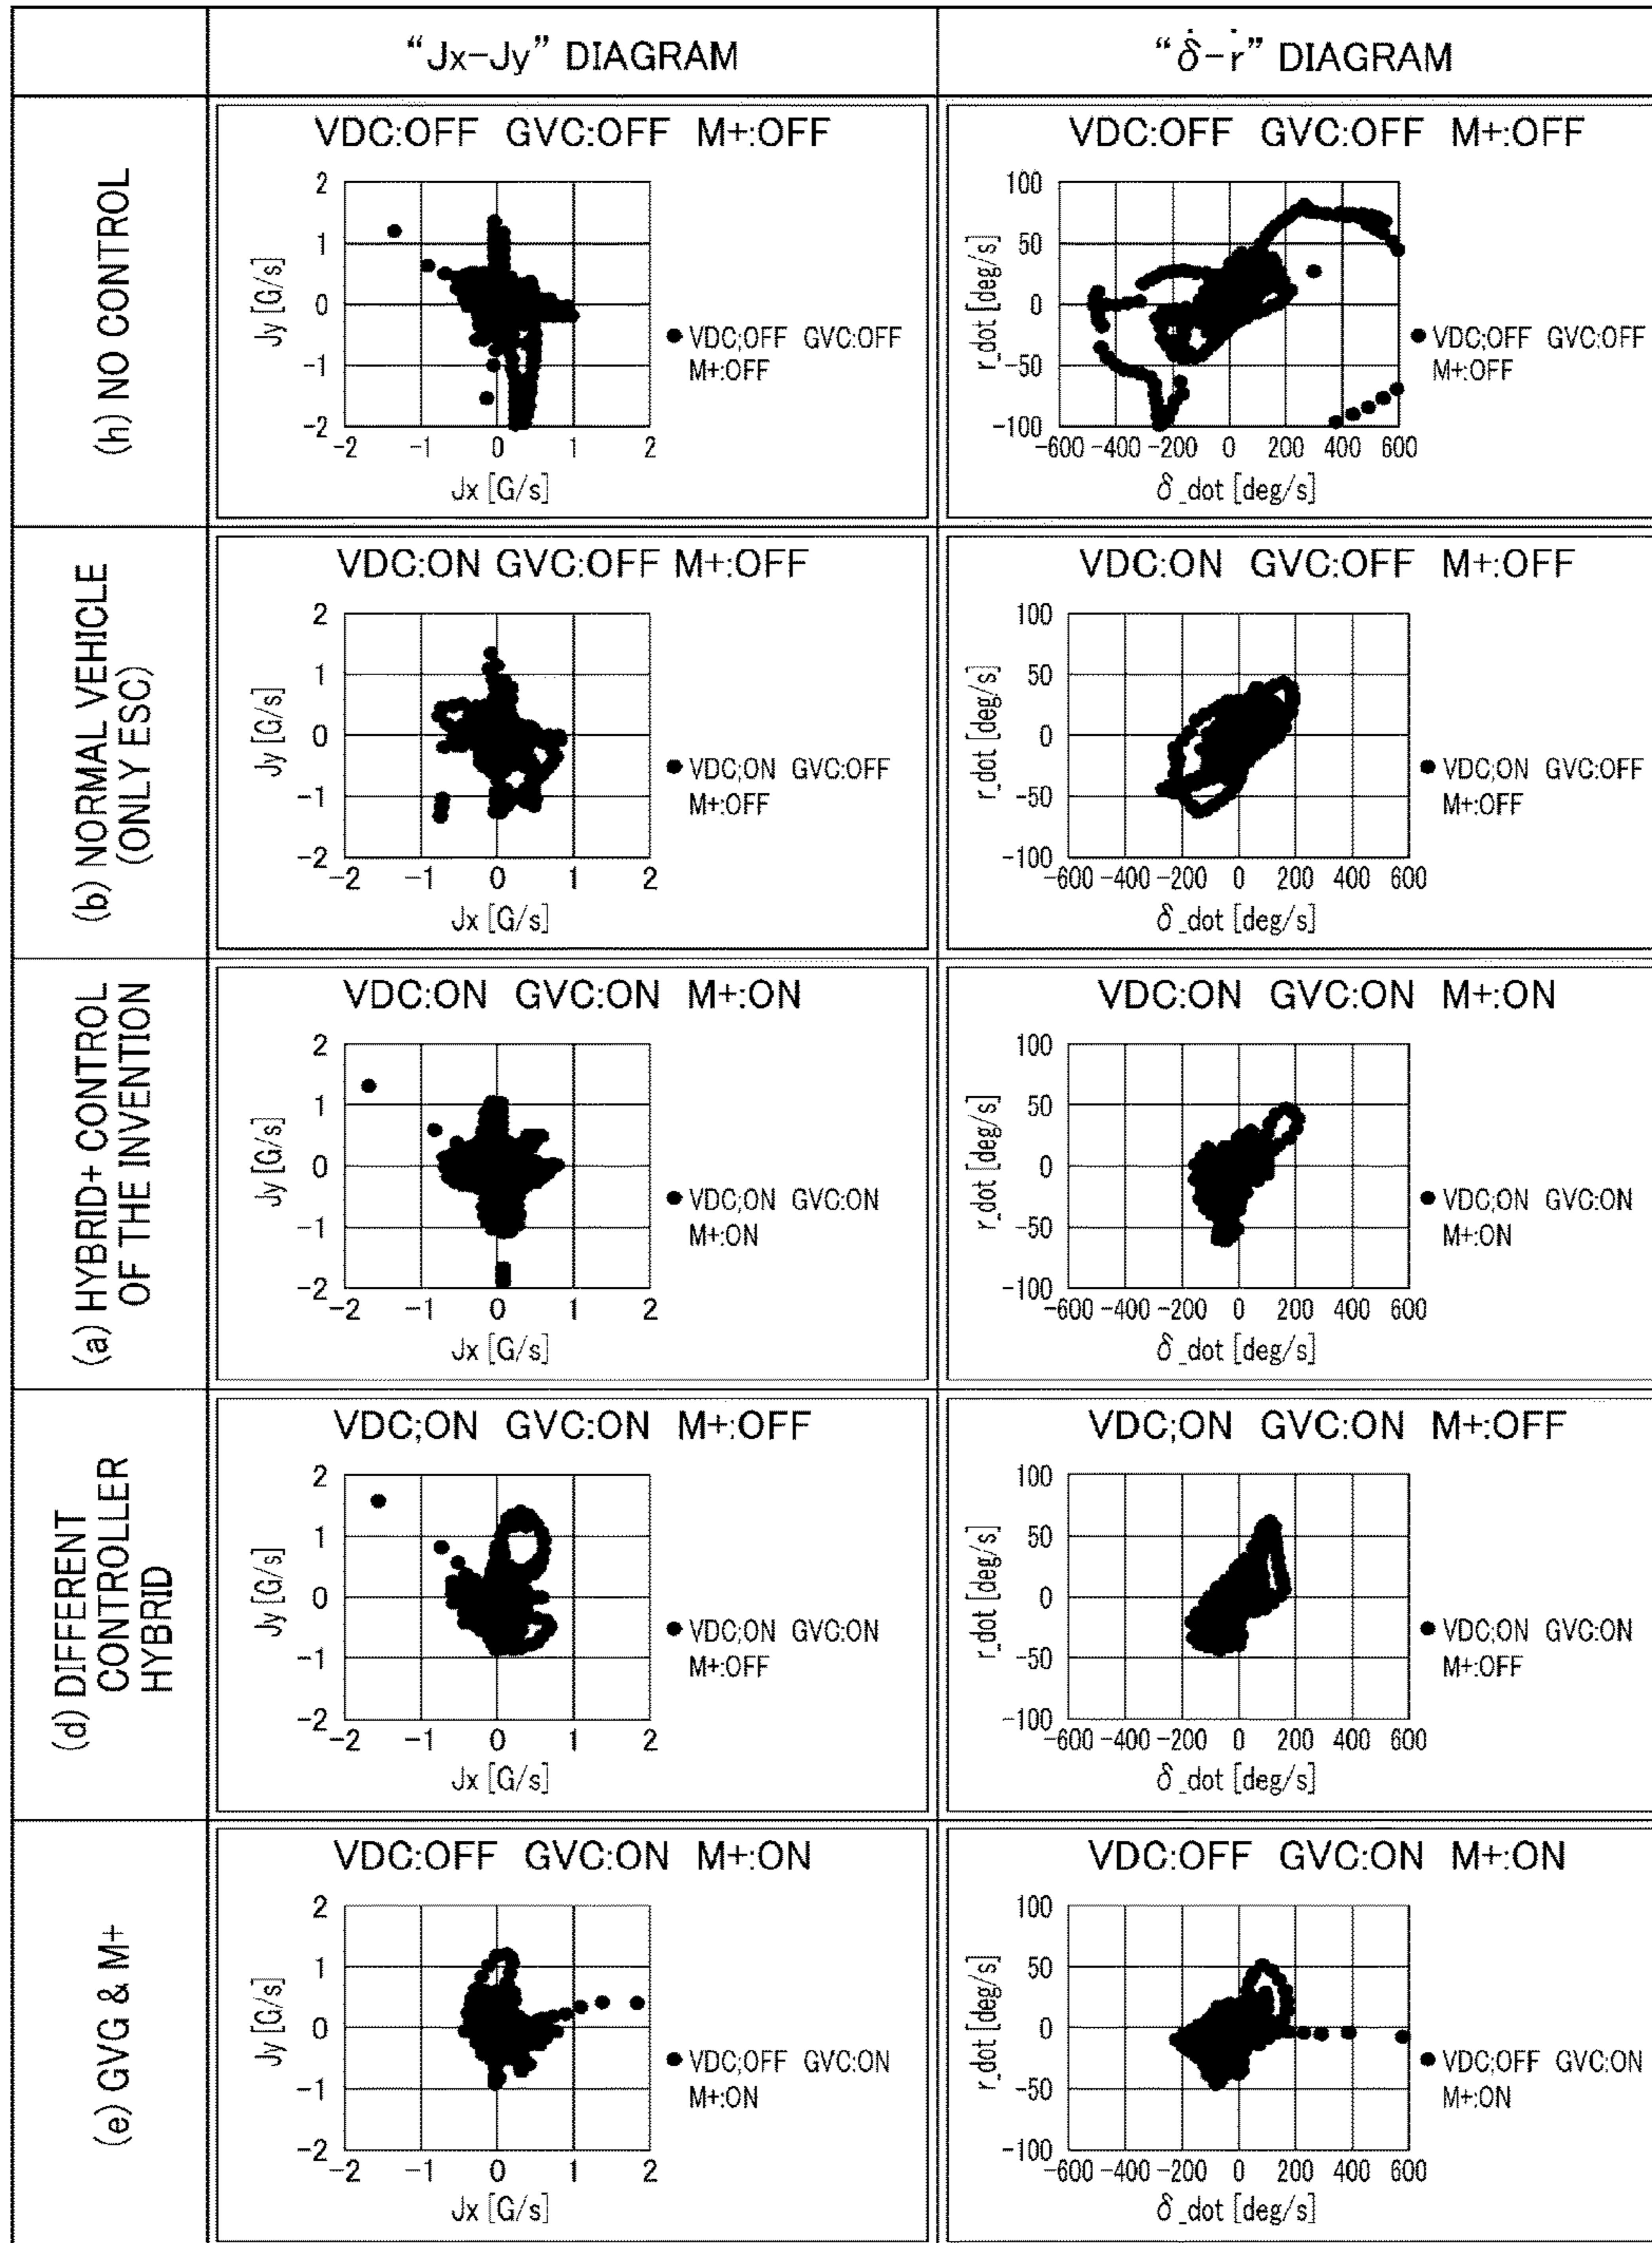 “Jx-Jy” DIAGRAM
“δ̇-ṙ” DIAGRAM
(h) NO CONTROL
VDC:OFF GVC:OFF M+:OFF
2
1
0
-1
-2
-2 -1 0 1 2
Jy [G/s]
Jx [G/s]
VDC;OFF GVC:OFF
M+:OFF
VDC:OFF GVC:OFF M+:OFF
100
50
0
-50
-100
-600 -400 -200 0 200 400 600
r_dot [deg/s]
δ_dot [deg/s]
VDC;OFF GVC:OFF
M+:OFF
(b) NORMAL VEHICLE
(ONLY ESC)
VDC:ON GVC:OFF M+:OFF
2
1
0
-1
-2
-2 -1 0 1 2
Jy [G/s]
Jx [G/s]
VDC;ON GVC:OFF
M+:OFF
VDC:ON GVC:OFF M+:OFF
100
50
0
-50
-100
-600 -400 -200 0 200 400 600
r_dot [deg/s]
δ_dot [deg/s]
VDC;ON GVC:OFF
M+:OFF
(a) HYBRID+ CONTROL
OF THE INVENTION
VDC:ON GVC:ON M+:ON
2
1
0
-1
-2
-2 -1 0 1 2
Jy [G/s]
Jx [G/s]
VDC;ON GVC:ON
M+:ON
VDC:ON GVC:ON M+:ON
100
50
0
-50
-100
-600 -400 -200 0 200 400 600
r_dot [deg/s]
δ_dot [deg/s]
VDC;ON GVC:ON
M+:ON
(d) DIFFERENT
CONTROLLER
HYBRID
VDC;ON GVC:ON M+:OFF
2
1
0
-1
-2
-2 -1 0 1 2
Jy [G/s]
Jx [G/s]
VDC;ON GVC:ON
M+:OFF
VDC;ON GVC:ON M+:OFF
100
50
0
-50
-100
-600 -400 -200 0 200 400 600
r_dot [deg/s]
δ_dot [deg/s]
VDC;ON GVC:ON
M+:OFF
(e) GVG & M+
VDC:OFF GVC:ON M+:ON
2
1
0
-1
-2
-2 -1 0 1 2
Jy [G/s]
Jx [G/s]
VDC;OFF GVC:ON
M+:ON
VDC:OFF GVC:ON M+:ON
100
50
0
-50
-100
-600 -400 -200 0 200 400 600
r_dot [deg/s]
δ_dot [deg/s]
VDC;OFF GVC:ON
M+:ON